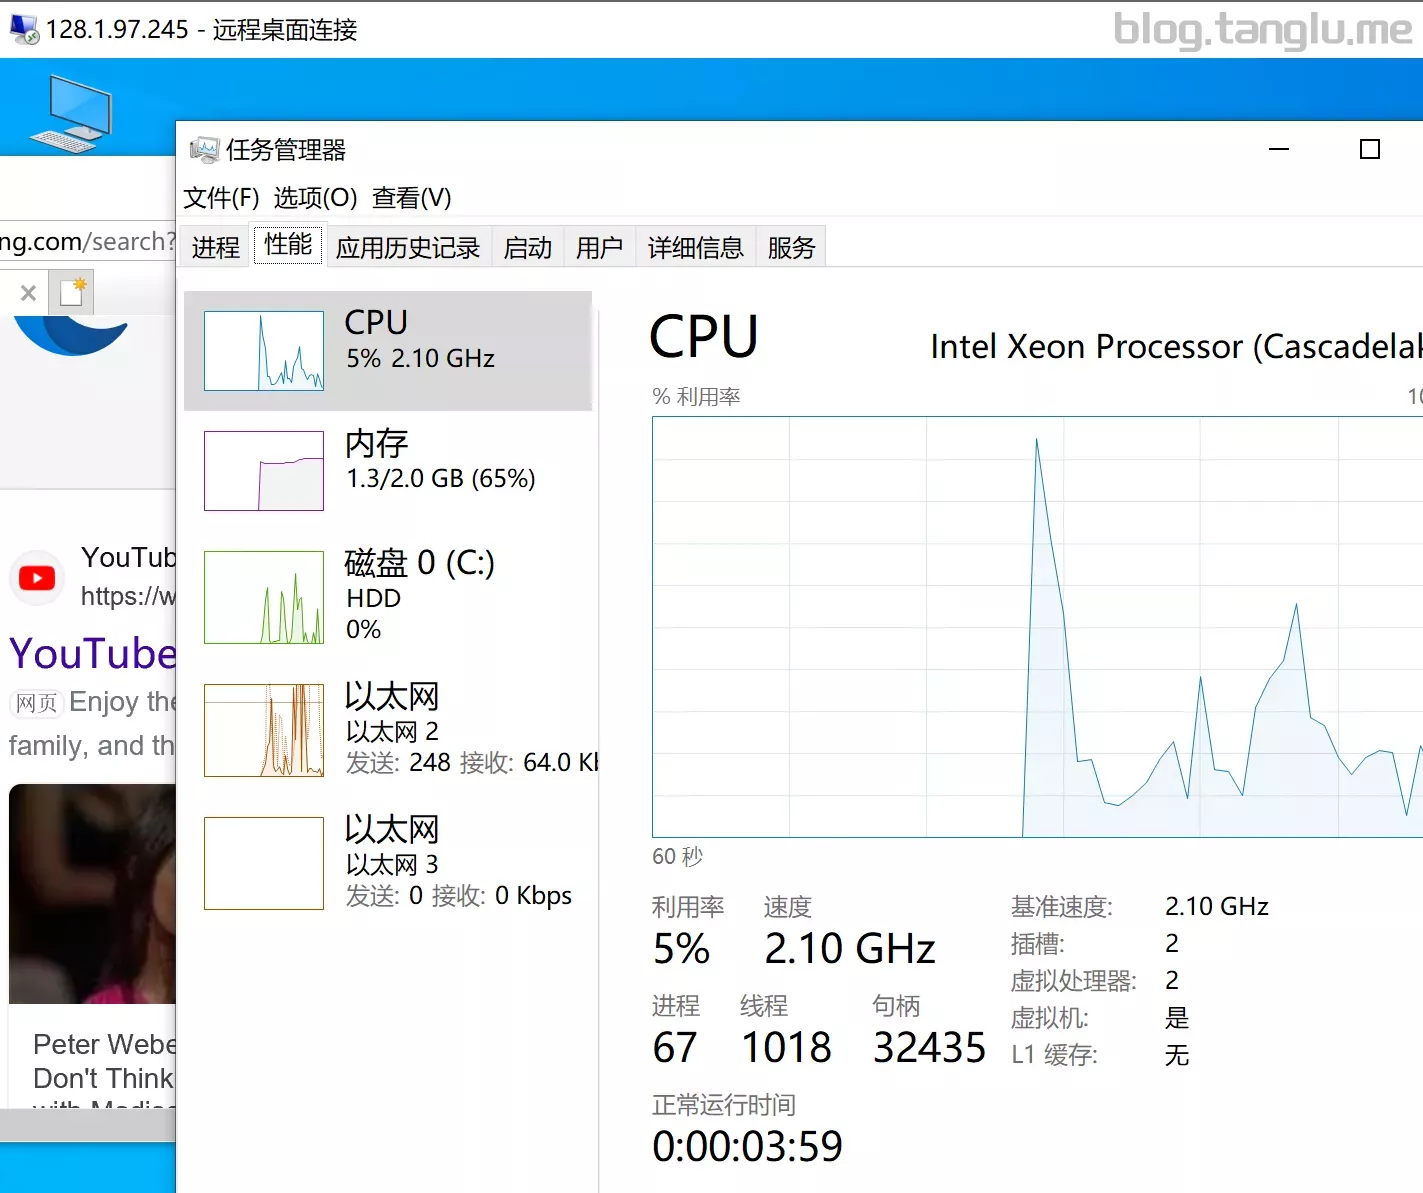 128.1.97.245 - 远程桌面连接
blog.tanglu.me
任务管理器
文件(F) 选项(O) 查看(V)
进程 性能 应用历史记录 启动 用户 详细信息 服务
ng.com/search?
YouTub
https://w
YouTube
网页 Enjoy the
family, and th
Peter Webe
Don't Think
CPU
5% 2.10 GHz
内存
1.3/2.0 GB (65%)
磁盘 0 (C:)
HDD
0%
以太网
以太网 2
发送: 248 接收: 64.0 Kb
以太网
以太网 3
发送: 0 接收: 0 Kbps
CPU
Intel Xeon Processor (Cascadelak
% 利用率
10
60 秒
利用率 速度
5% 2.10 GHz
进程 线程 句柄
67 1018 32435
正常运行时间
0:00:03:59
基准速度: 2.10 GHz
插槽: 2
虚拟处理器: 2
虚拟机: 是
L1 缓存: 无